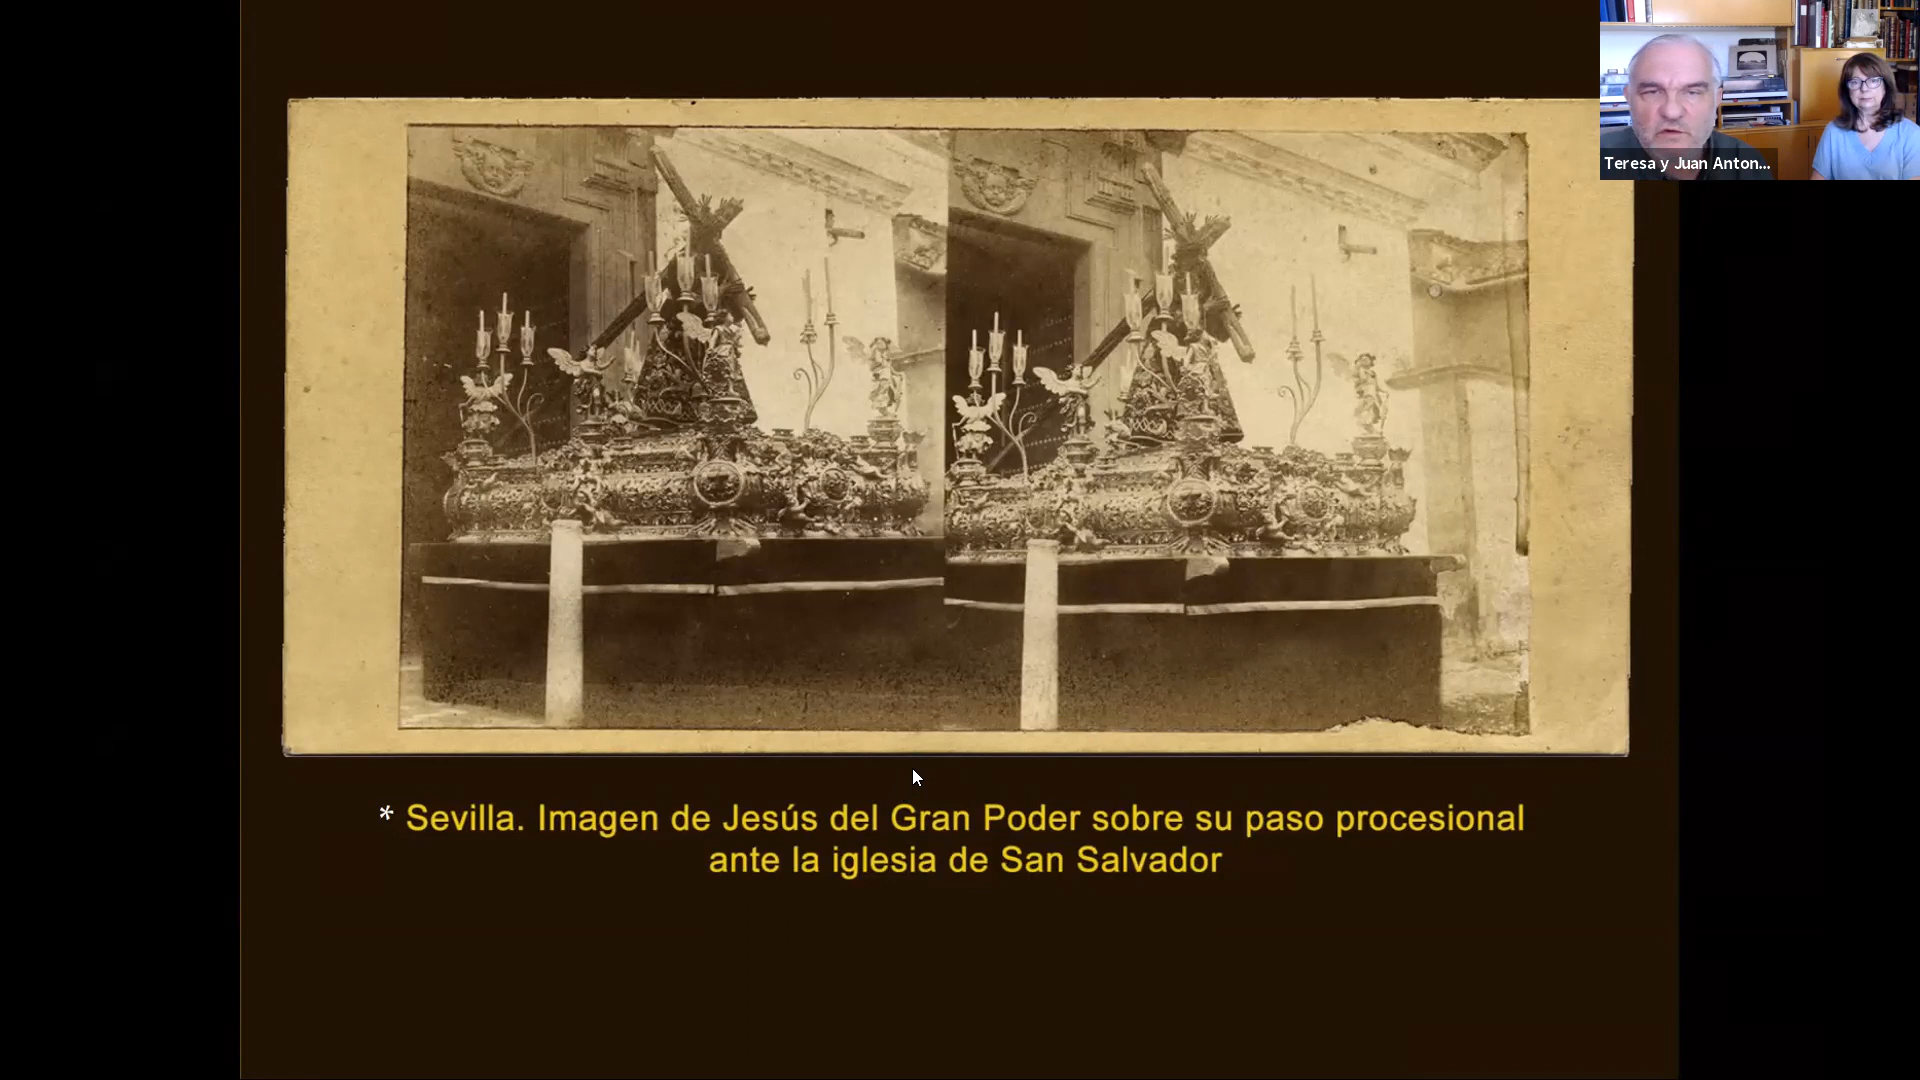 Teresa y Juan Anton...
* Sevilla. Imagen de Jesús del Gran Poder sobre su paso procesional
ante la iglesia de San Salvador